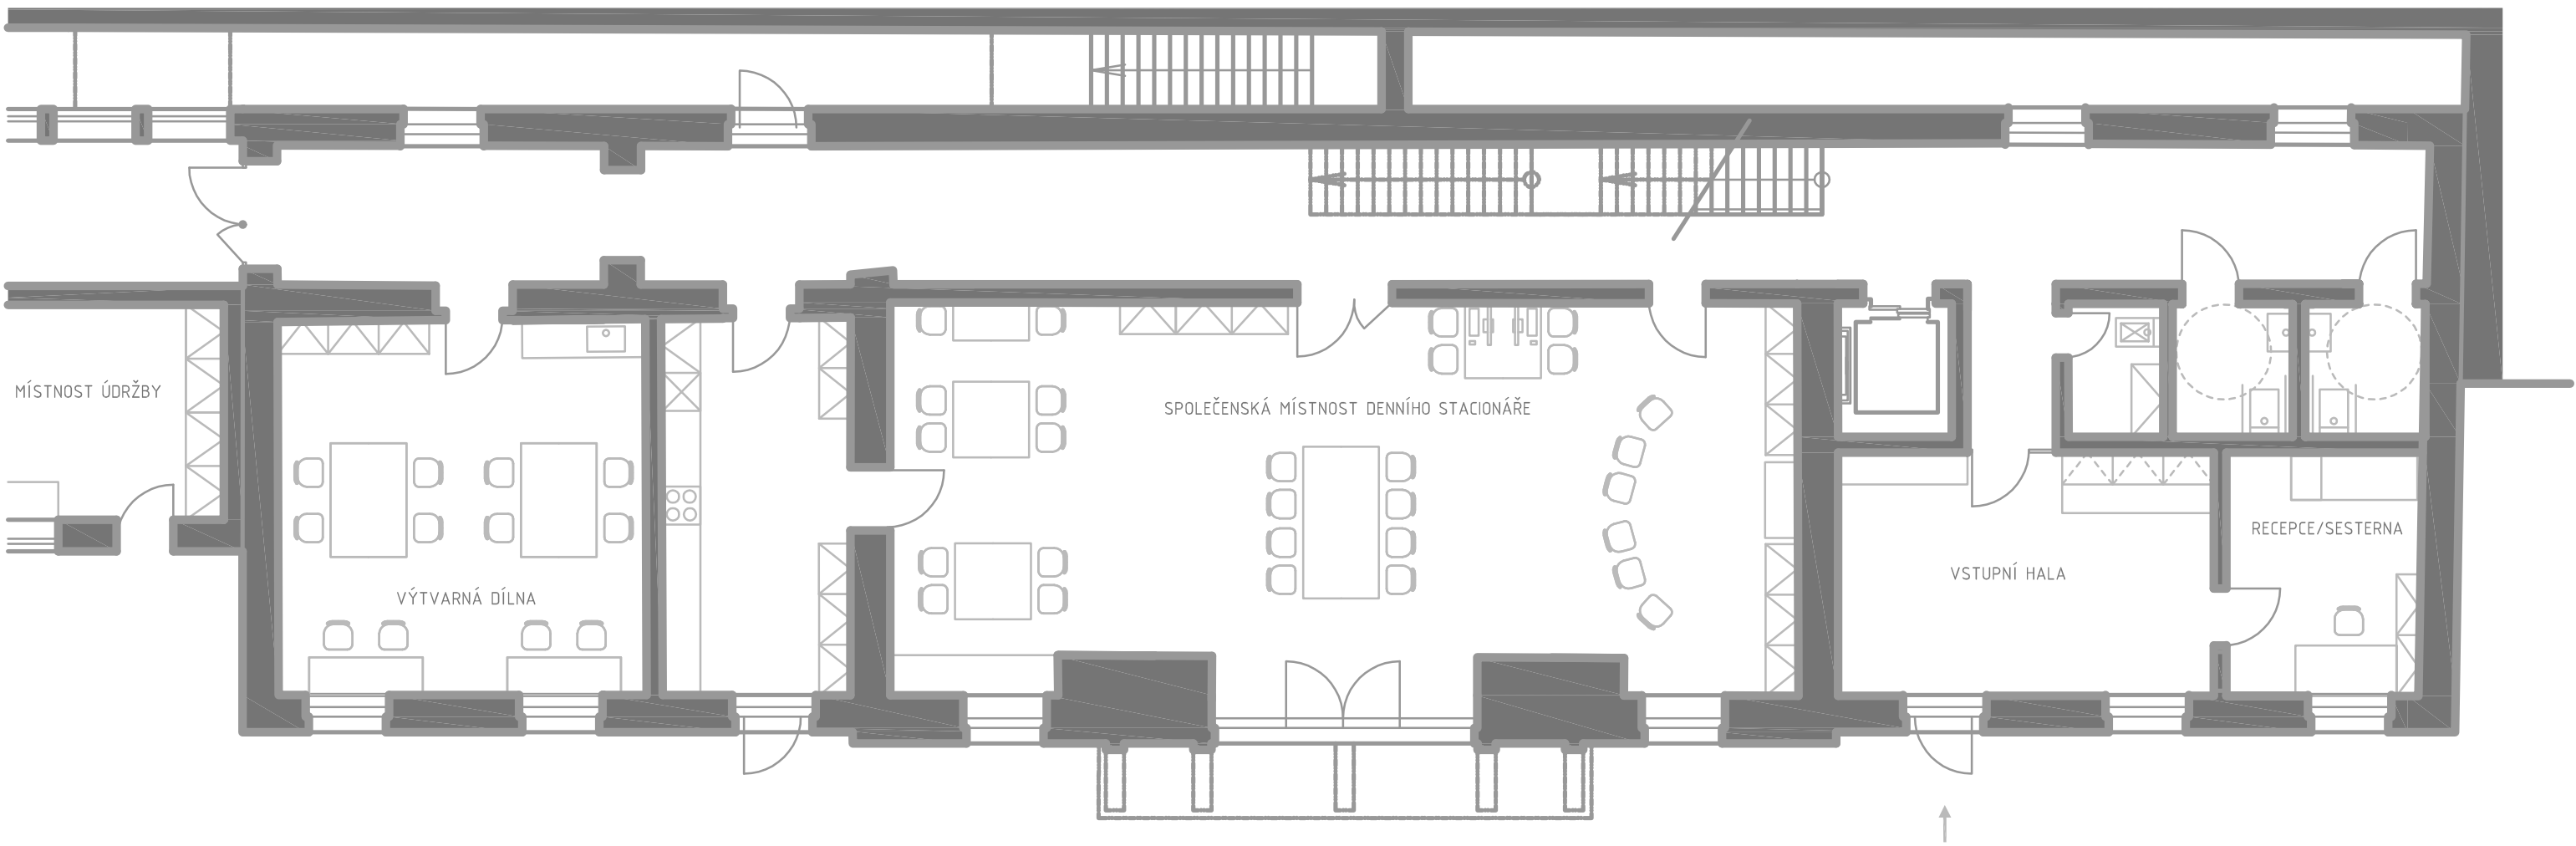 MÍSTNOST ÚDRŽBY
SPOLEČENSKÁ MÍSTNOST DENNÍHO STACIONÁŘE
VÝTVARNÁ DÍLNA
VSTUPNÍ HALA
RECEPCE/SESTERNA